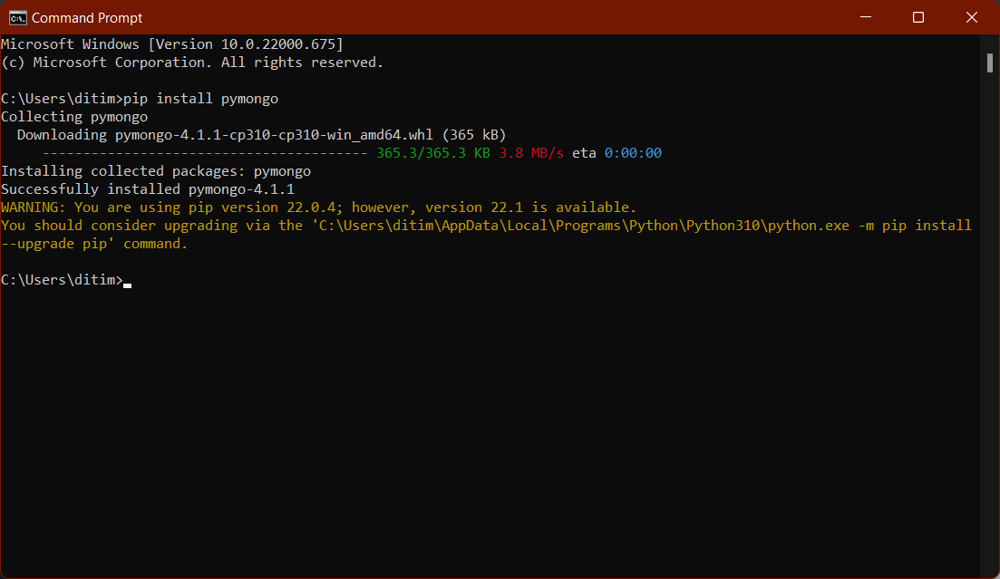 Command Prompt
Microsoft Windows [Version 10.0.22000.675]
(c) Microsoft Corporation. All rights reserved.
C:\Users\ditim>pip install pymongo
Collecting pymongo
  Downloading pymongo-4.1.1-cp310-cp310-win_amd64.whl (365 kB)
     ---------------------------------------- 365.3/365.3 KB 3.8 MB/s eta 0:00:00
Installing collected packages: pymongo
Successfully installed pymongo-4.1.1
WARNING: You are using pip version 22.0.4; however, version 22.1 is available.
You should consider upgrading via the 'C:\Users\ditim\AppData\Local\Programs\Python\Python310\python.exe -m pip install
--upgrade pip' command.
C:\Users\ditim>